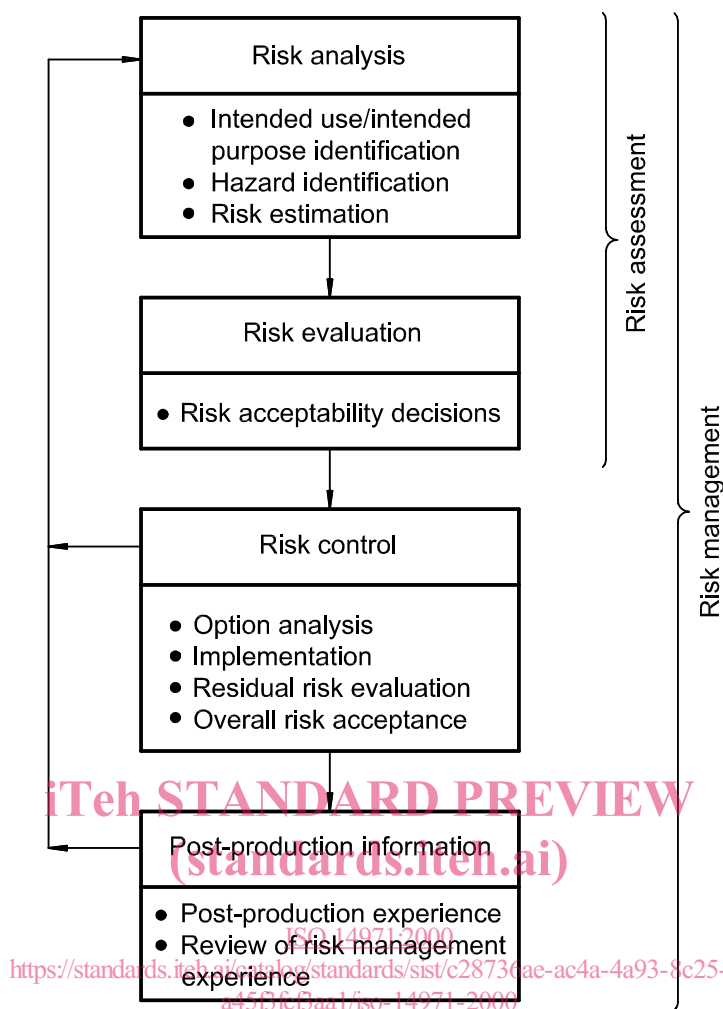 Risk analysis
● Intended use/intended
purpose identification
● Hazard identification
● Risk estimation
Risk evaluation
● Risk acceptability decisions
Risk control
● Option analysis
● Implementation
● Residual risk evaluation
● Overall risk acceptance
Post-production information
● Post-production experience
● Review of risk management
experience
Risk assessment
Risk management
iTeh STANDARD PREVIEW
(standards.iteh.ai)
ISO 14971:2000
https://standards.iteh.ai/catalog/standards/sist/c28736ae-ac4a-4a93-8c25-
a45f3fcf3aa1/iso-14971-2000